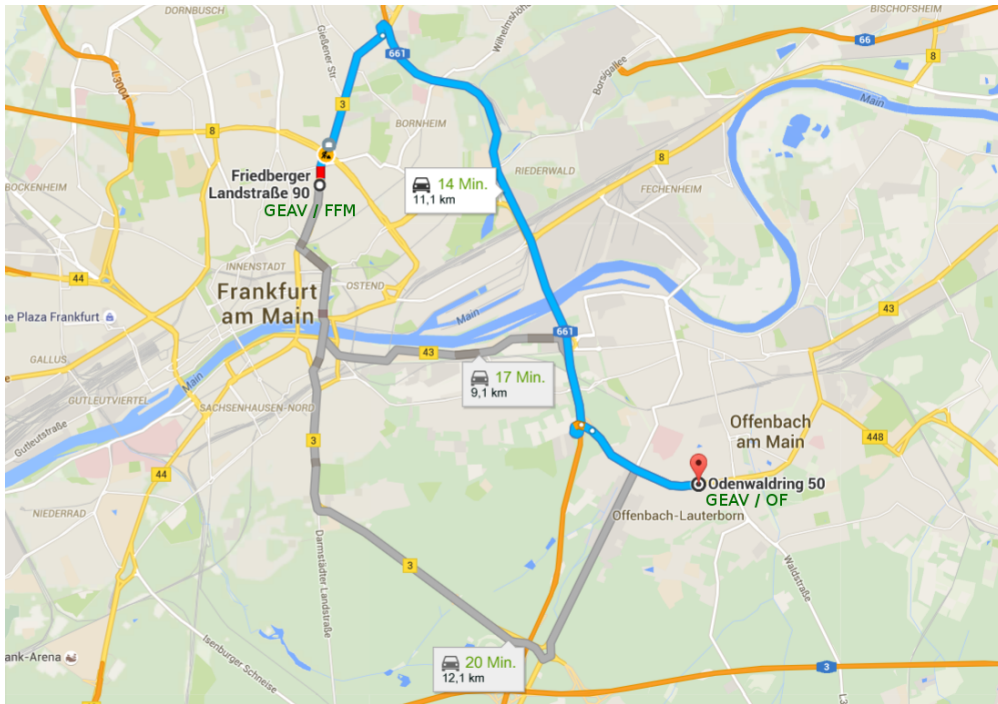 DORNBUSCH
BISCHOFSHEIM
Gießener Str.
Wilhelmshöher
661
66
L3004
Borsigallee
8
3
Main
8
BORNHEIM
8
RIEDERWALD
FECHENHEIM
BOCKENHEIM
Friedberger
Landstraße 90
GEAV / FFM
14 Min.
11,1 km
INNENSTADT
44
OSTEND
Frankfurt
am Main
43
ne Plaza Frankfurt
Main
661
GALLUS
43
17 Min.
9,1 km
Main
GUTLEUTVIERTEL
SACHSENHAUSEN-NORD
Gutleutstraße
3
Offenbach
am Main
448
44
Odenwaldring 50
GEAV / OF
NIEDERRAD
Offenbach-Lauterborn
Darmstädter Landstraße
3
Waldstraße
Isenburger Schneise
ank-Arena
20 Min.
12,1 km
3
L3